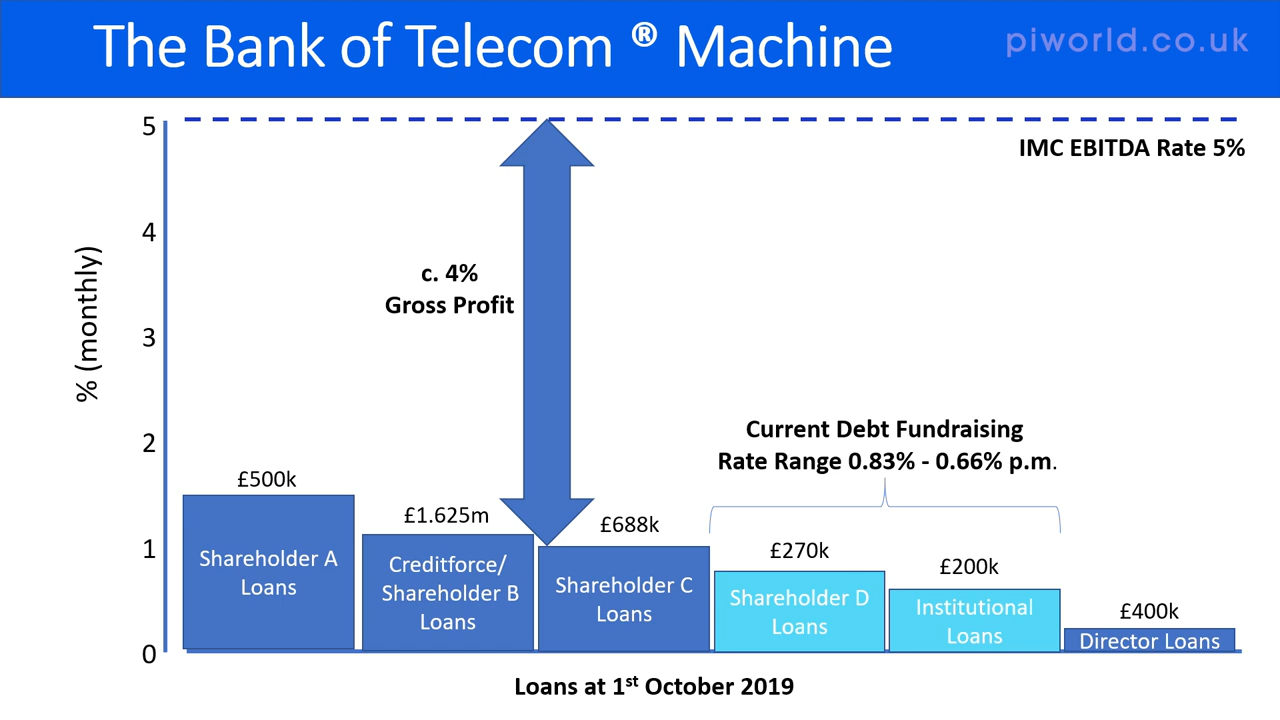 The Bank of Telecom ® Machine
piworld.co.uk
5
IMC EBITDA Rate 5%
4
c. 4%
Gross Profit
% (monthly)
3
2
Current Debt Fundraising
Rate Range 0.83% - 0.66% p.m.
£500k
£1.625m
£688k
1
£270k
£200k
£400k
Shareholder A
Loans
Creditforce/
Shareholder B
Loans
Shareholder C
Loans
Shareholder D
Loans
Institutional
Loans
Director Loans
0
Loans at 1st October 2019